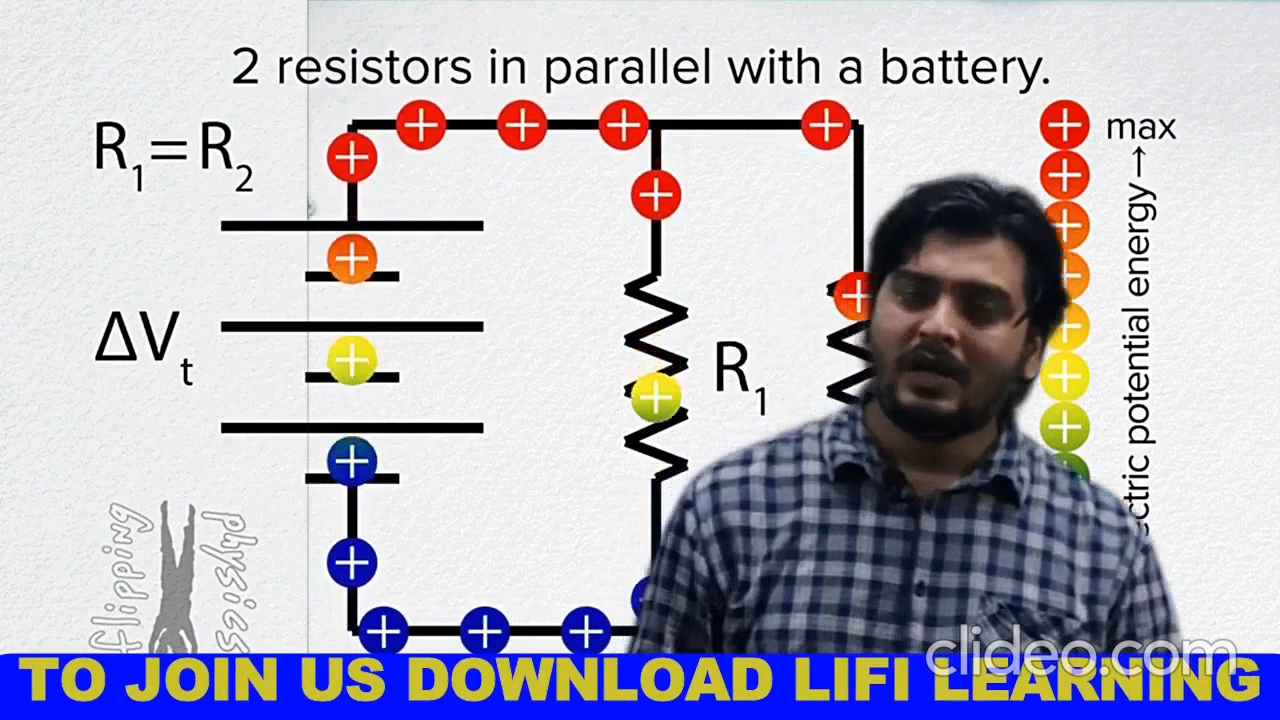 2 resistors in parallel with a battery.
R₁=R₂
max
electric potential energy →
ΔVₜ
R₁
flipping
physics
clideo.com
TO JOIN US DOWNLOAD LIFI LEARNING